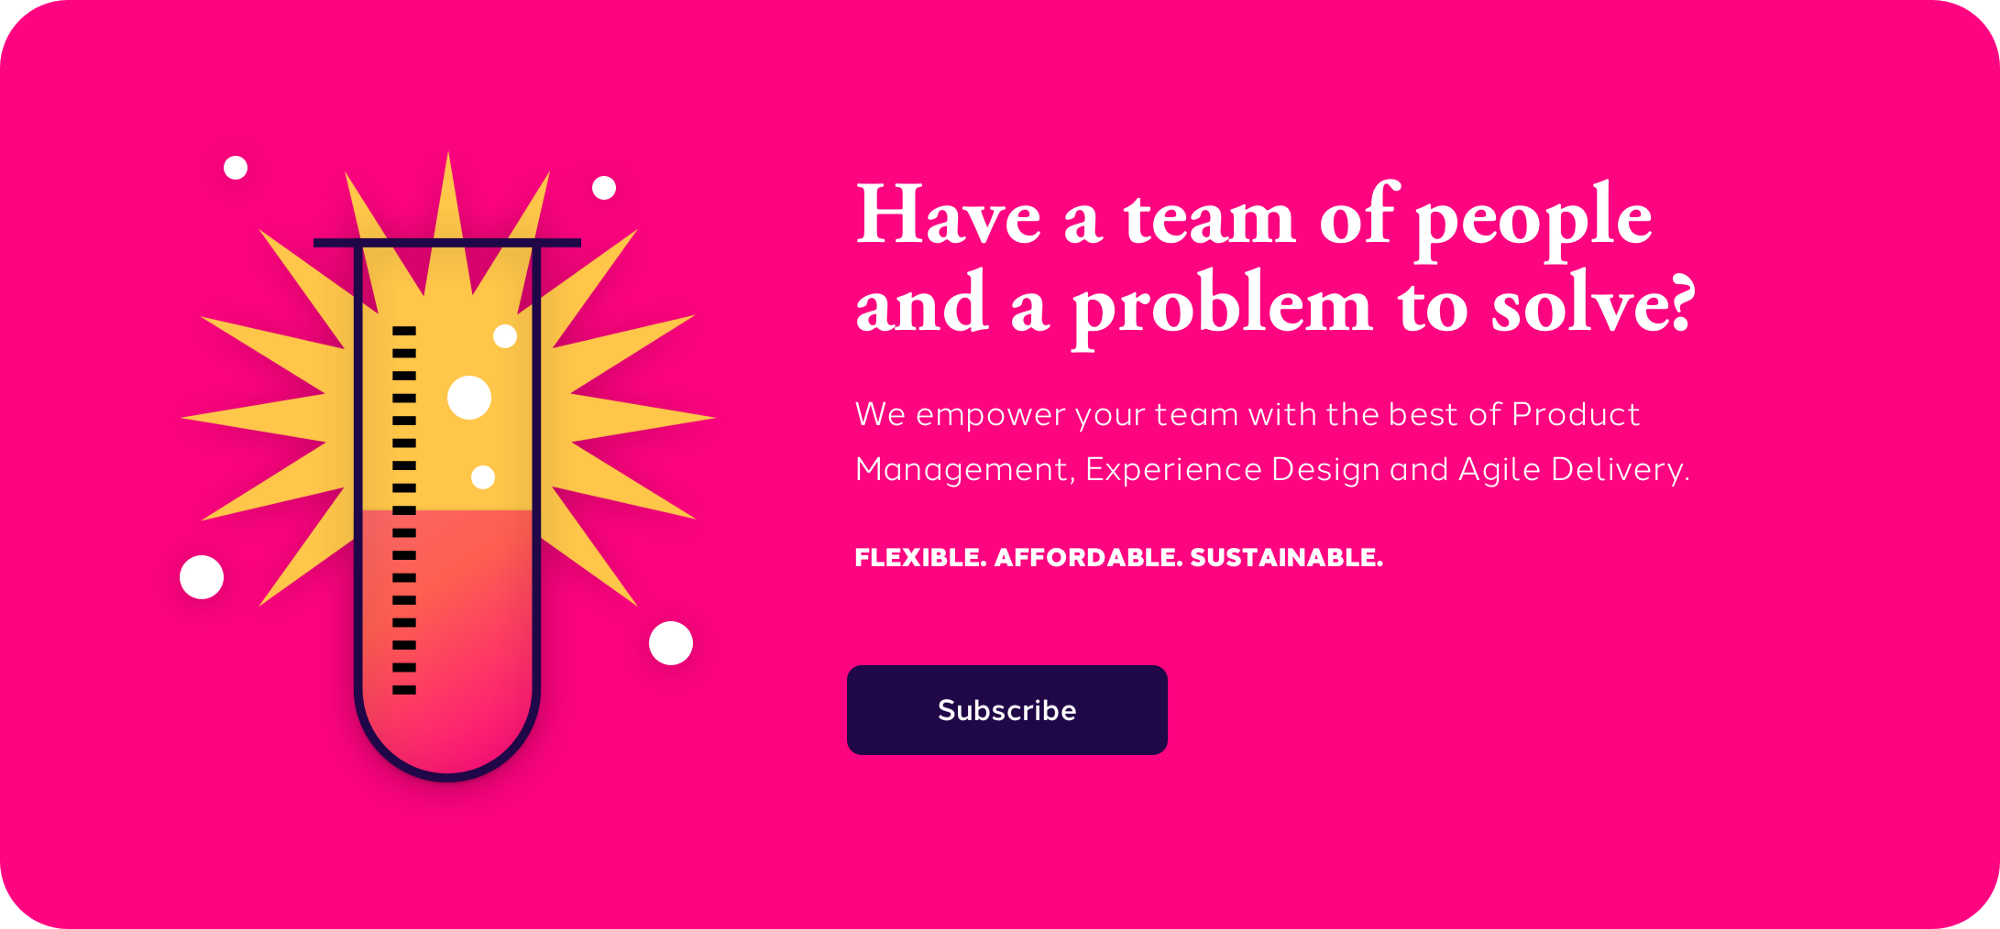 Have a team of people
and a problem to solve?
We empower your team with the best of Product
Management, Experience Design and Agile Delivery.
FLEXIBLE. AFFORDABLE. SUSTAINABLE.
Subscribe